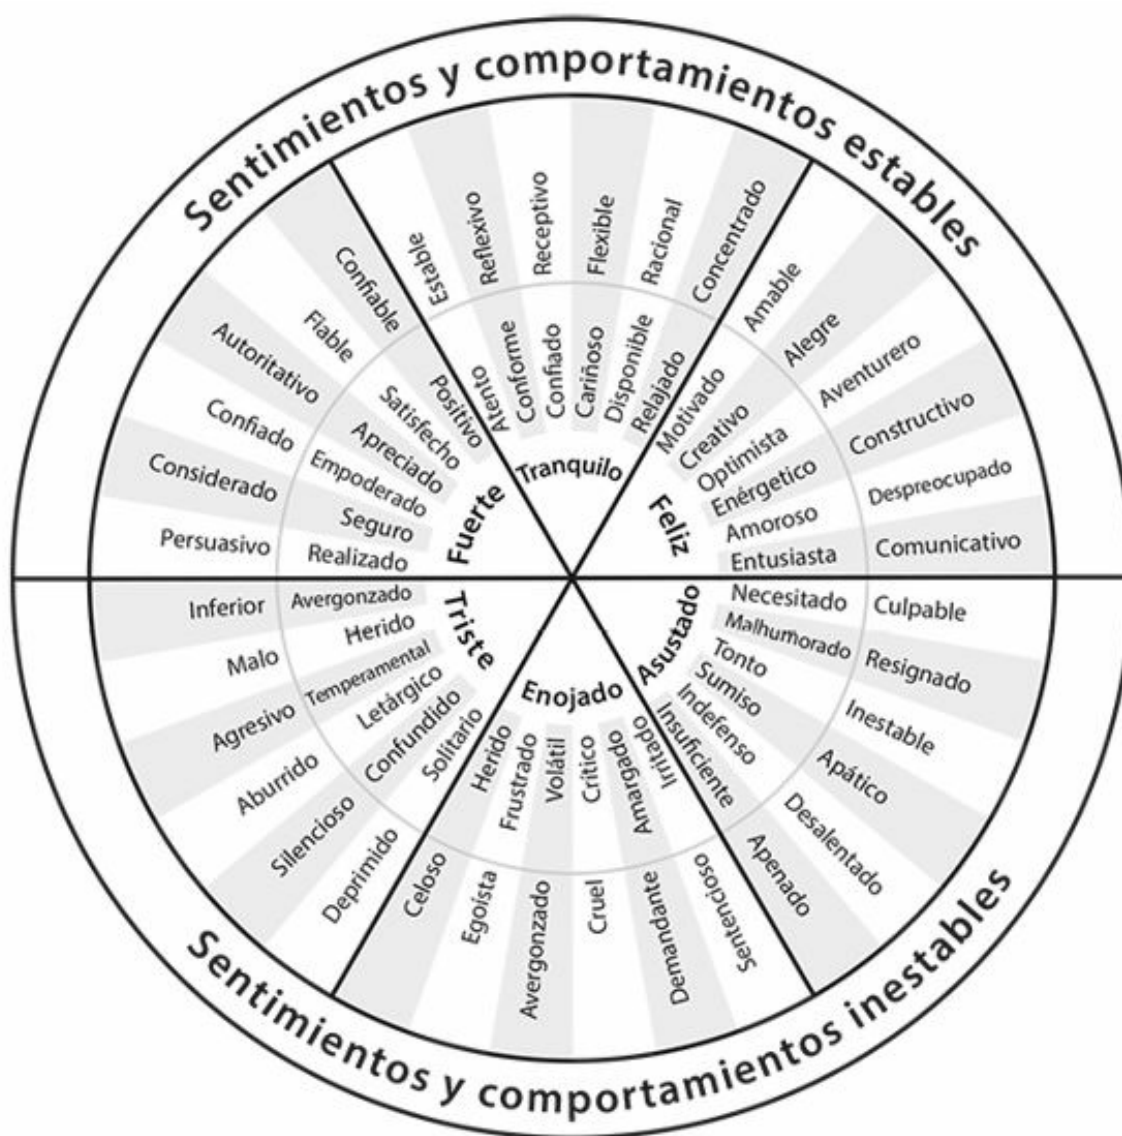 Sentimientos y comportamientos estables
Fuerte
Persuasivo
Realizado
Considerado
Seguro
Confiado
Empoderado
Autoritativo
Apreciado
Fiable
Satisfecho
Confiable
Positivo
Tranquilo
Estable
Atento
Reflexivo
Conforme
Receptivo
Confiado
Flexible
Cariñoso
Racional
Disponible
Concentrado
Relajado
Feliz
Amable
Motivado
Alegre
Creativo
Aventurero
Optimista
Constructivo
Enérgetico
Despreocupado
Amoroso
Comunicativo
Entusiasta
Asustado
Necesitado
Culpable
Malhumorado
Resignado
Tonto
Inestable
Sumiso
Apático
Indefenso
Desalentado
Insuficiente
Apenado
Enojado
Irritado
Sentencioso
Amargado
Demandante
Crítico
Cruel
Volátil
Avergonzado
Frustrado
Egoísta
Herido
Celoso
Triste
Solitario
Deprimido
Confundido
Silencioso
Letárgico
Aburrido
Temperamental
Agresivo
Herido
Malo
Avergonzado
Inferior
Sentimientos y comportamientos inestables